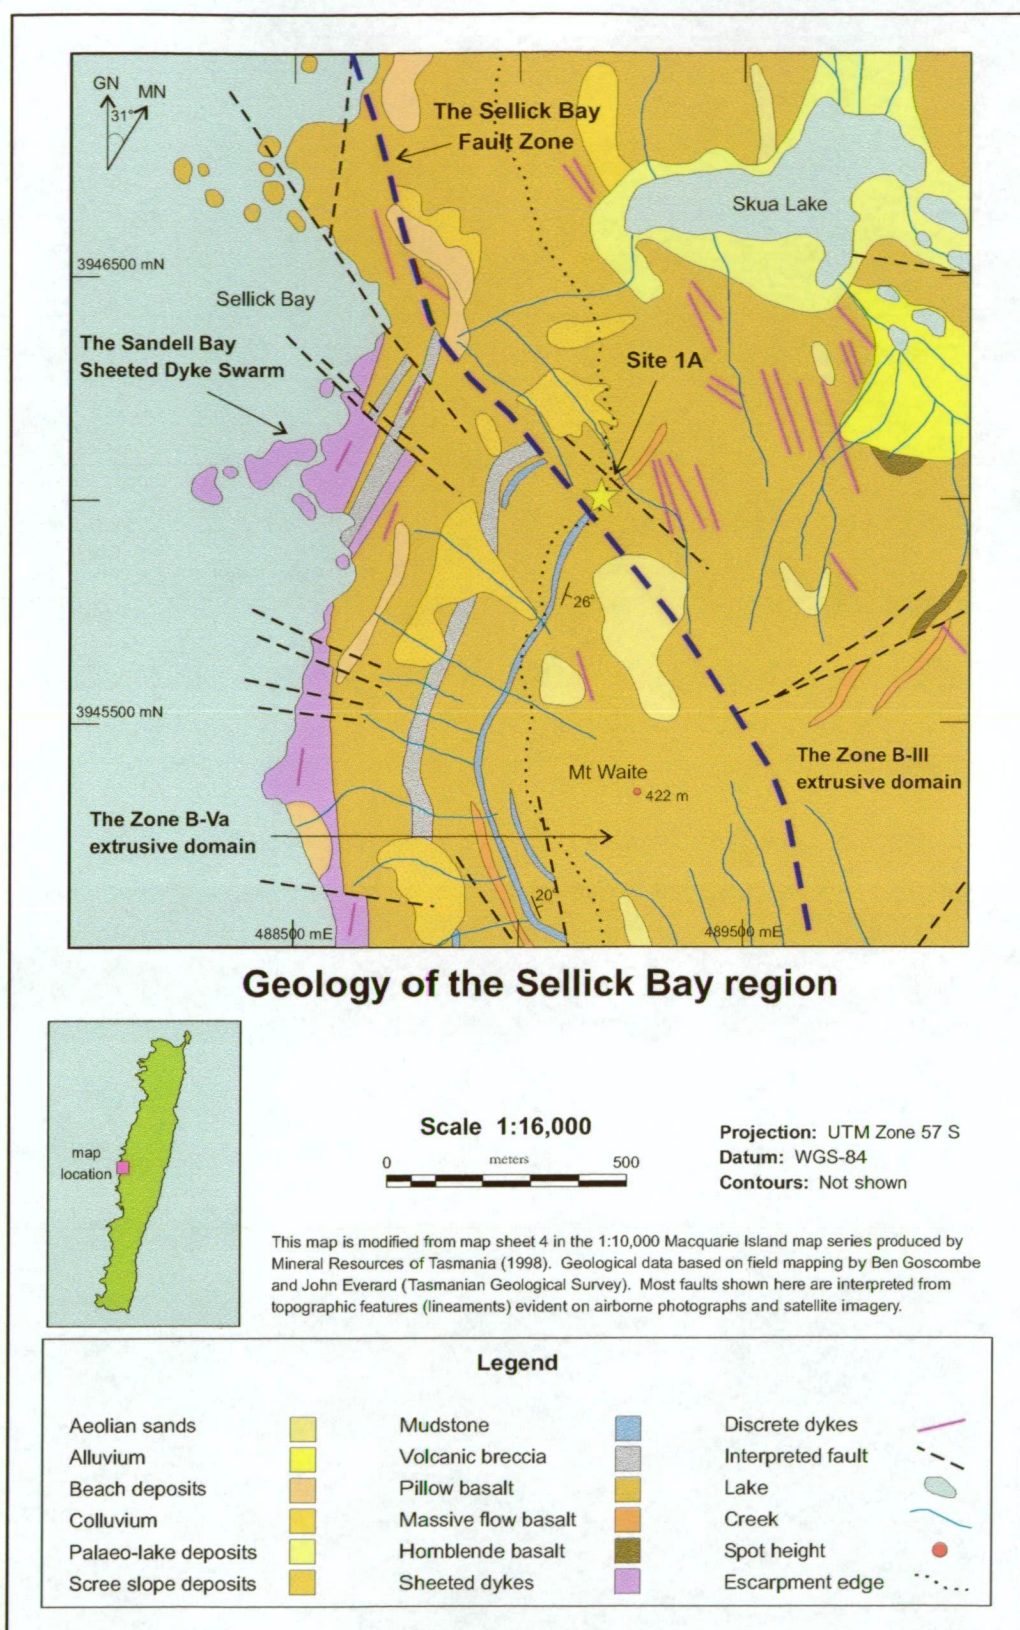 GN
MN
31°
The Sellick Bay
Fault Zone
Skua Lake
3946500 mN
Sellick Bay
The Sandell Bay
Sheeted Dyke Swarm
Site 1A
26°
3945500 mN
Mt Waite
422 m
The Zone B-III
extrusive domain
The Zone B-Va
extrusive domain
20°
488500 mE
489500 mE
Geology of the Sellick Bay region
map
location
Scale 1:16,000
0 meters 500
Projection: UTM Zone 57 S
Datum: WGS-84
Contours: Not shown
This map is modified from map sheet 4 in the 1:10,000 Macquarie Island map series produced by
Mineral Resources of Tasmania (1998). Geological data based on field mapping by Ben Goscombe
and John Everard (Tasmanian Geological Survey). Most faults shown here are interpreted from
topographic features (lineaments) evident on airborne photographs and satellite imagery.
Legend
Aeolian sands
Alluvium
Beach deposits
Colluvium
Palaeo-lake deposits
Scree slope deposits
Mudstone
Volcanic breccia
Pillow basalt
Massive flow basalt
Hornblende basalt
Sheeted dykes
Discrete dykes
Interpreted fault
Lake
Creek
Spot height
Escarpment edge